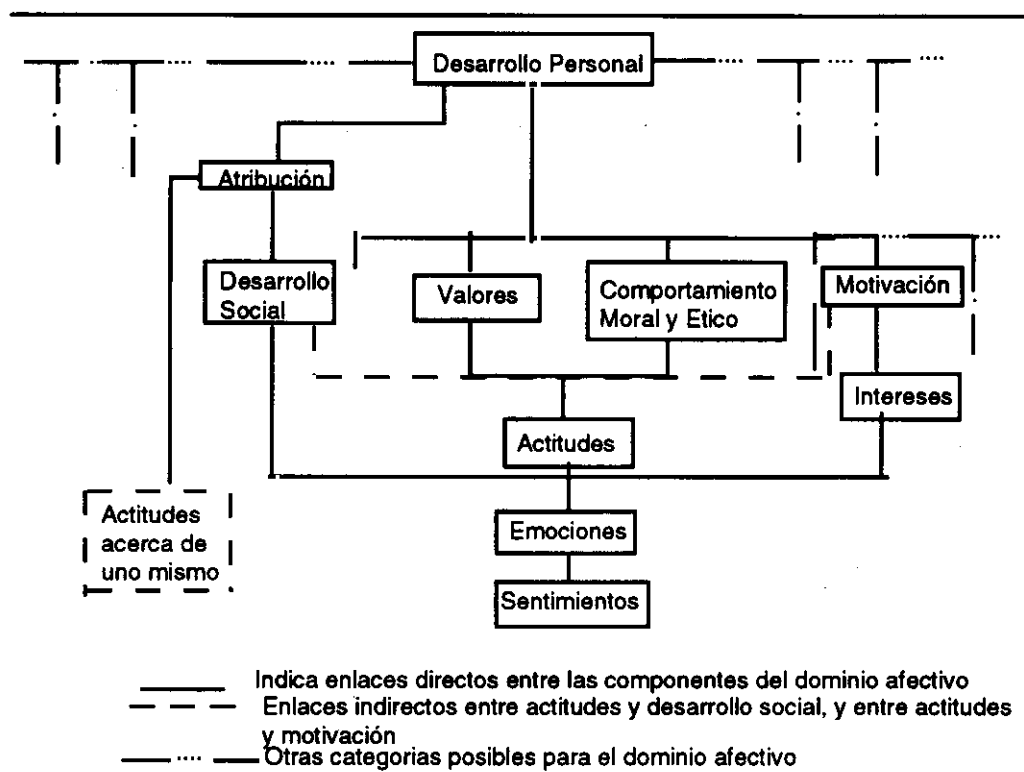 Desarrollo Personal
Atribución
Desarrollo
Social
Valores
Comportamiento
Moral y Etico
Motivación
Intereses
Actitudes
Actitudes
acerca de
uno mismo
Emociones
Sentimientos
Indica enlaces directos entre las componentes del dominio afectivo
Enlaces indirectos entre actitudes y desarrollo social, y entre actitudes
y motivación
Otras categorias posibles para el dominio afectivo